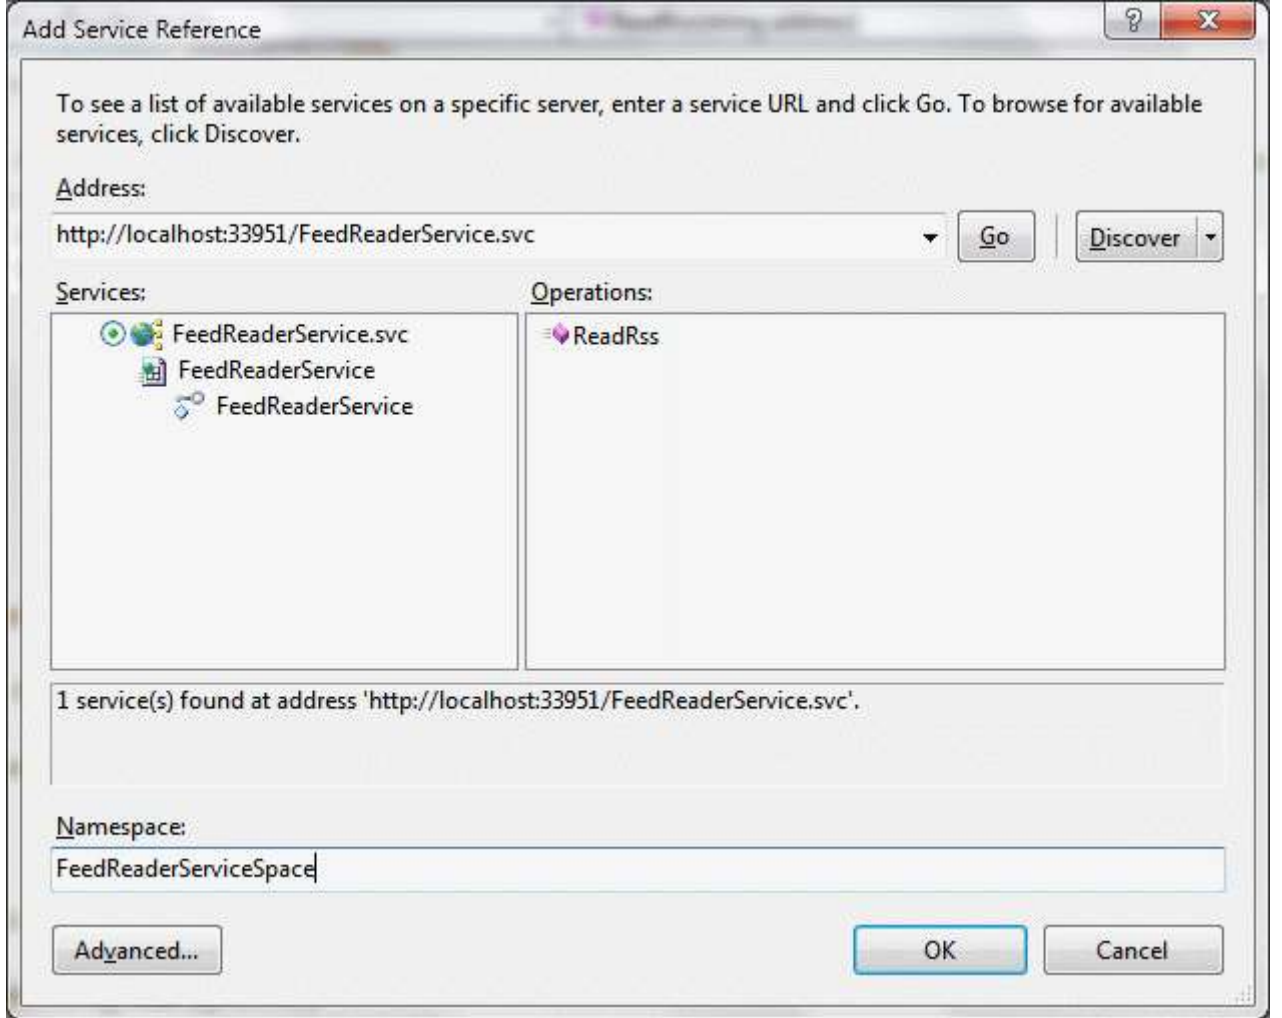 Add Service Reference
To see a list of available services on a specific server, enter a service URL and click Go. To browse for available
services, click Discover.
Address:
http://localhost:33951/FeedReaderService.svc
Go
Discover
Services:
Operations:
FeedReaderService.svc
ReadRss
FeedReaderService
FeedReaderService
1 service(s) found at address 'http://localhost:33951/FeedReaderService.svc'.
Namespace:
FeedReaderServiceSpace
Advanced...
OK
Cancel